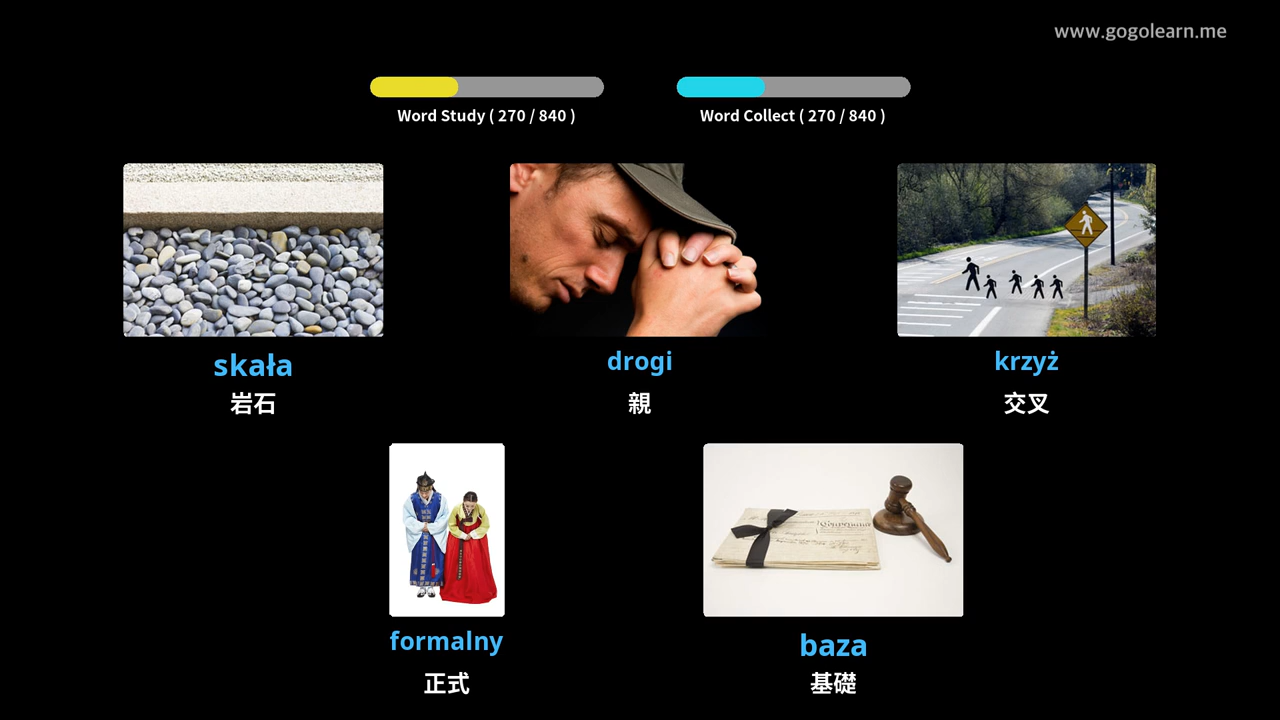 www.gogolearn.me
Word Study ( 270 / 840 )
Word Collect ( 270 / 840 )
skała
岩石
drogi
親
krzyż
交叉
formalny
正式
baza
基礎